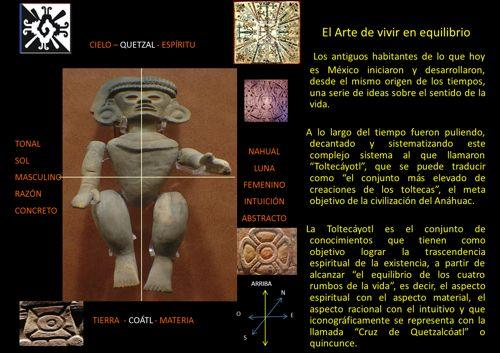 CIELO – QUETZAL - ESPÍRITU
TONAL
SOL
MASCULINO
RAZÓN
CONCRETO
NAHUAL
LUNA
FEMENINO
INTUICIÓN
ABSTRACTO
TIERRA - COÁTL - MATERIA
El Arte de vivir en equilibrio
Los antiguos habitantes de lo que hoy
es México iniciaron y desarrollaron,
desde el mismo origen de los tiempos,
una serie de ideas sobre el sentido de la
vida.
A lo largo del tiempo fueron puliendo,
decantado y sistematizando este
complejo sistema al que llamaron
“Toltecáyotl”, que se puede traducir
como “el conjunto más elevado de
creaciones de los toltecas”, el meta
objetivo de la civilización del Anáhuac.
La Toltecáyotl es el conjunto de
conocimientos que tienen como
objetivo lograr la trascendencia
espiritual de la existencia, a partir de
alcanzar “el equilibrio de los cuatro
rumbos de la vida”, es decir, el aspecto
espiritual con el aspecto material, el
aspecto racional con el intuitivo y que
iconográficamente se representa con la
llamada “Cruz de Quetzalcóatl” o
quincunce.
ARRIBA
N
O
E
S